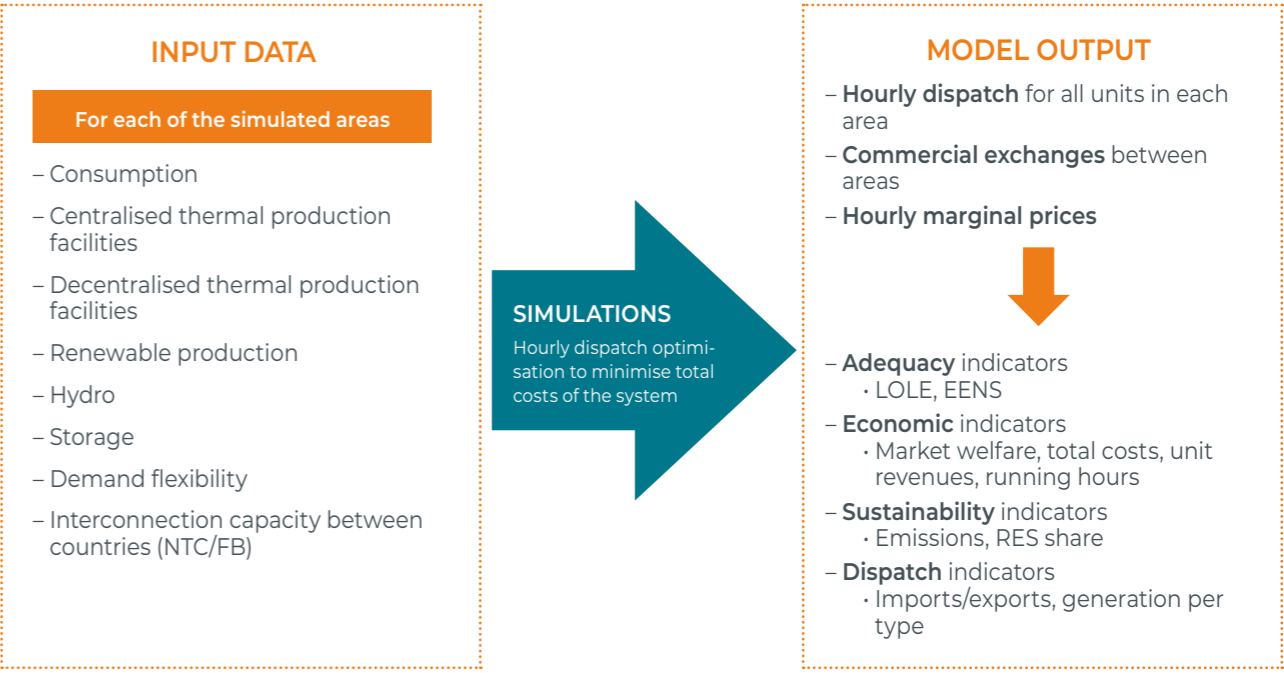 INPUT DATA
For each of the simulated areas
– Consumption
– Centralised thermal production
facilities
– Decentralised thermal production
facilities
– Renewable production
– Hydro
– Storage
– Demand flexibility
– Interconnection capacity between
countries (NTC/FB)
SIMULATIONS
Hourly dispatch optimi-
sation to minimise total
costs of the system
MODEL OUTPUT
– Hourly dispatch for all units in each
area
– Commercial exchanges between
areas
– Hourly marginal prices
– Adequacy indicators
· LOLE, EENS
– Economic indicators
· Market welfare, total costs, unit
revenues, running hours
– Sustainability indicators
· Emissions, RES share
– Dispatch indicators
· Imports/exports, generation per
type